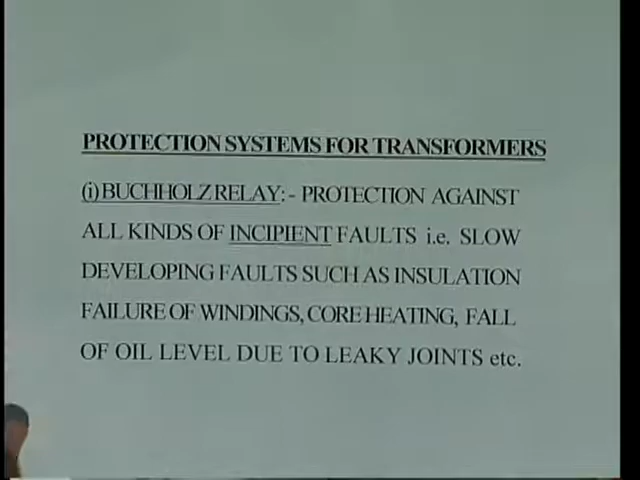 PROTECTION SYSTEMS FOR TRANSFORMERS
(i) BUCHHOLZ RELAY: - PROTECTION AGAINST
ALL KINDS OF INCIPIENT FAULTS i.e. SLOW
DEVELOPING FAULTS SUCH AS INSULATION
FAILURE OF WINDINGS, CORE HEATING, FALL
OF OIL LEVEL DUE TO LEAKY JOINTS etc.